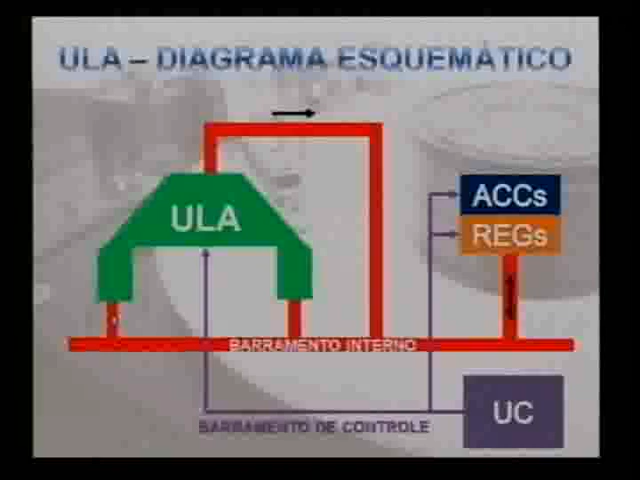 ULA – DIAGRAMA ESQUEMÁTICO
ULA
ACCs
REGs
BARRAMENTO INTERNO
UC
BARRAMENTO DE CONTROLE